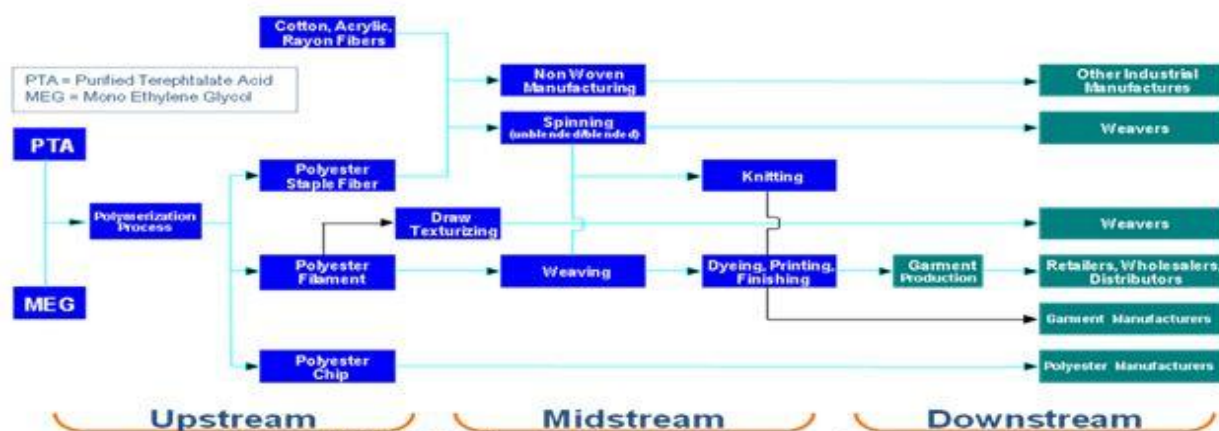 Cotton, Acrylic,
Rayon Fibers
PTA = Purified Terephtalate Acid
MEG = Mono Ethylene Glycol
Non Woven
Manufacturing
Other Industrial
Manufactures
Spinning
(unblended/blended)
Weavers
PTA
Polyester
Staple Fiber
Knitting
Polymerization
Process
Draw
Texturizing
Weavers
Polyester
Filament
Weaving
Dyeing, Printing,
Finishing
Garment
Production
Retailers, Wholesalers,
Distributors
MEG
Garment Manufacturers
Polyester
Chip
Polyester Manufacturers
Upstream
Midstream
Downstream